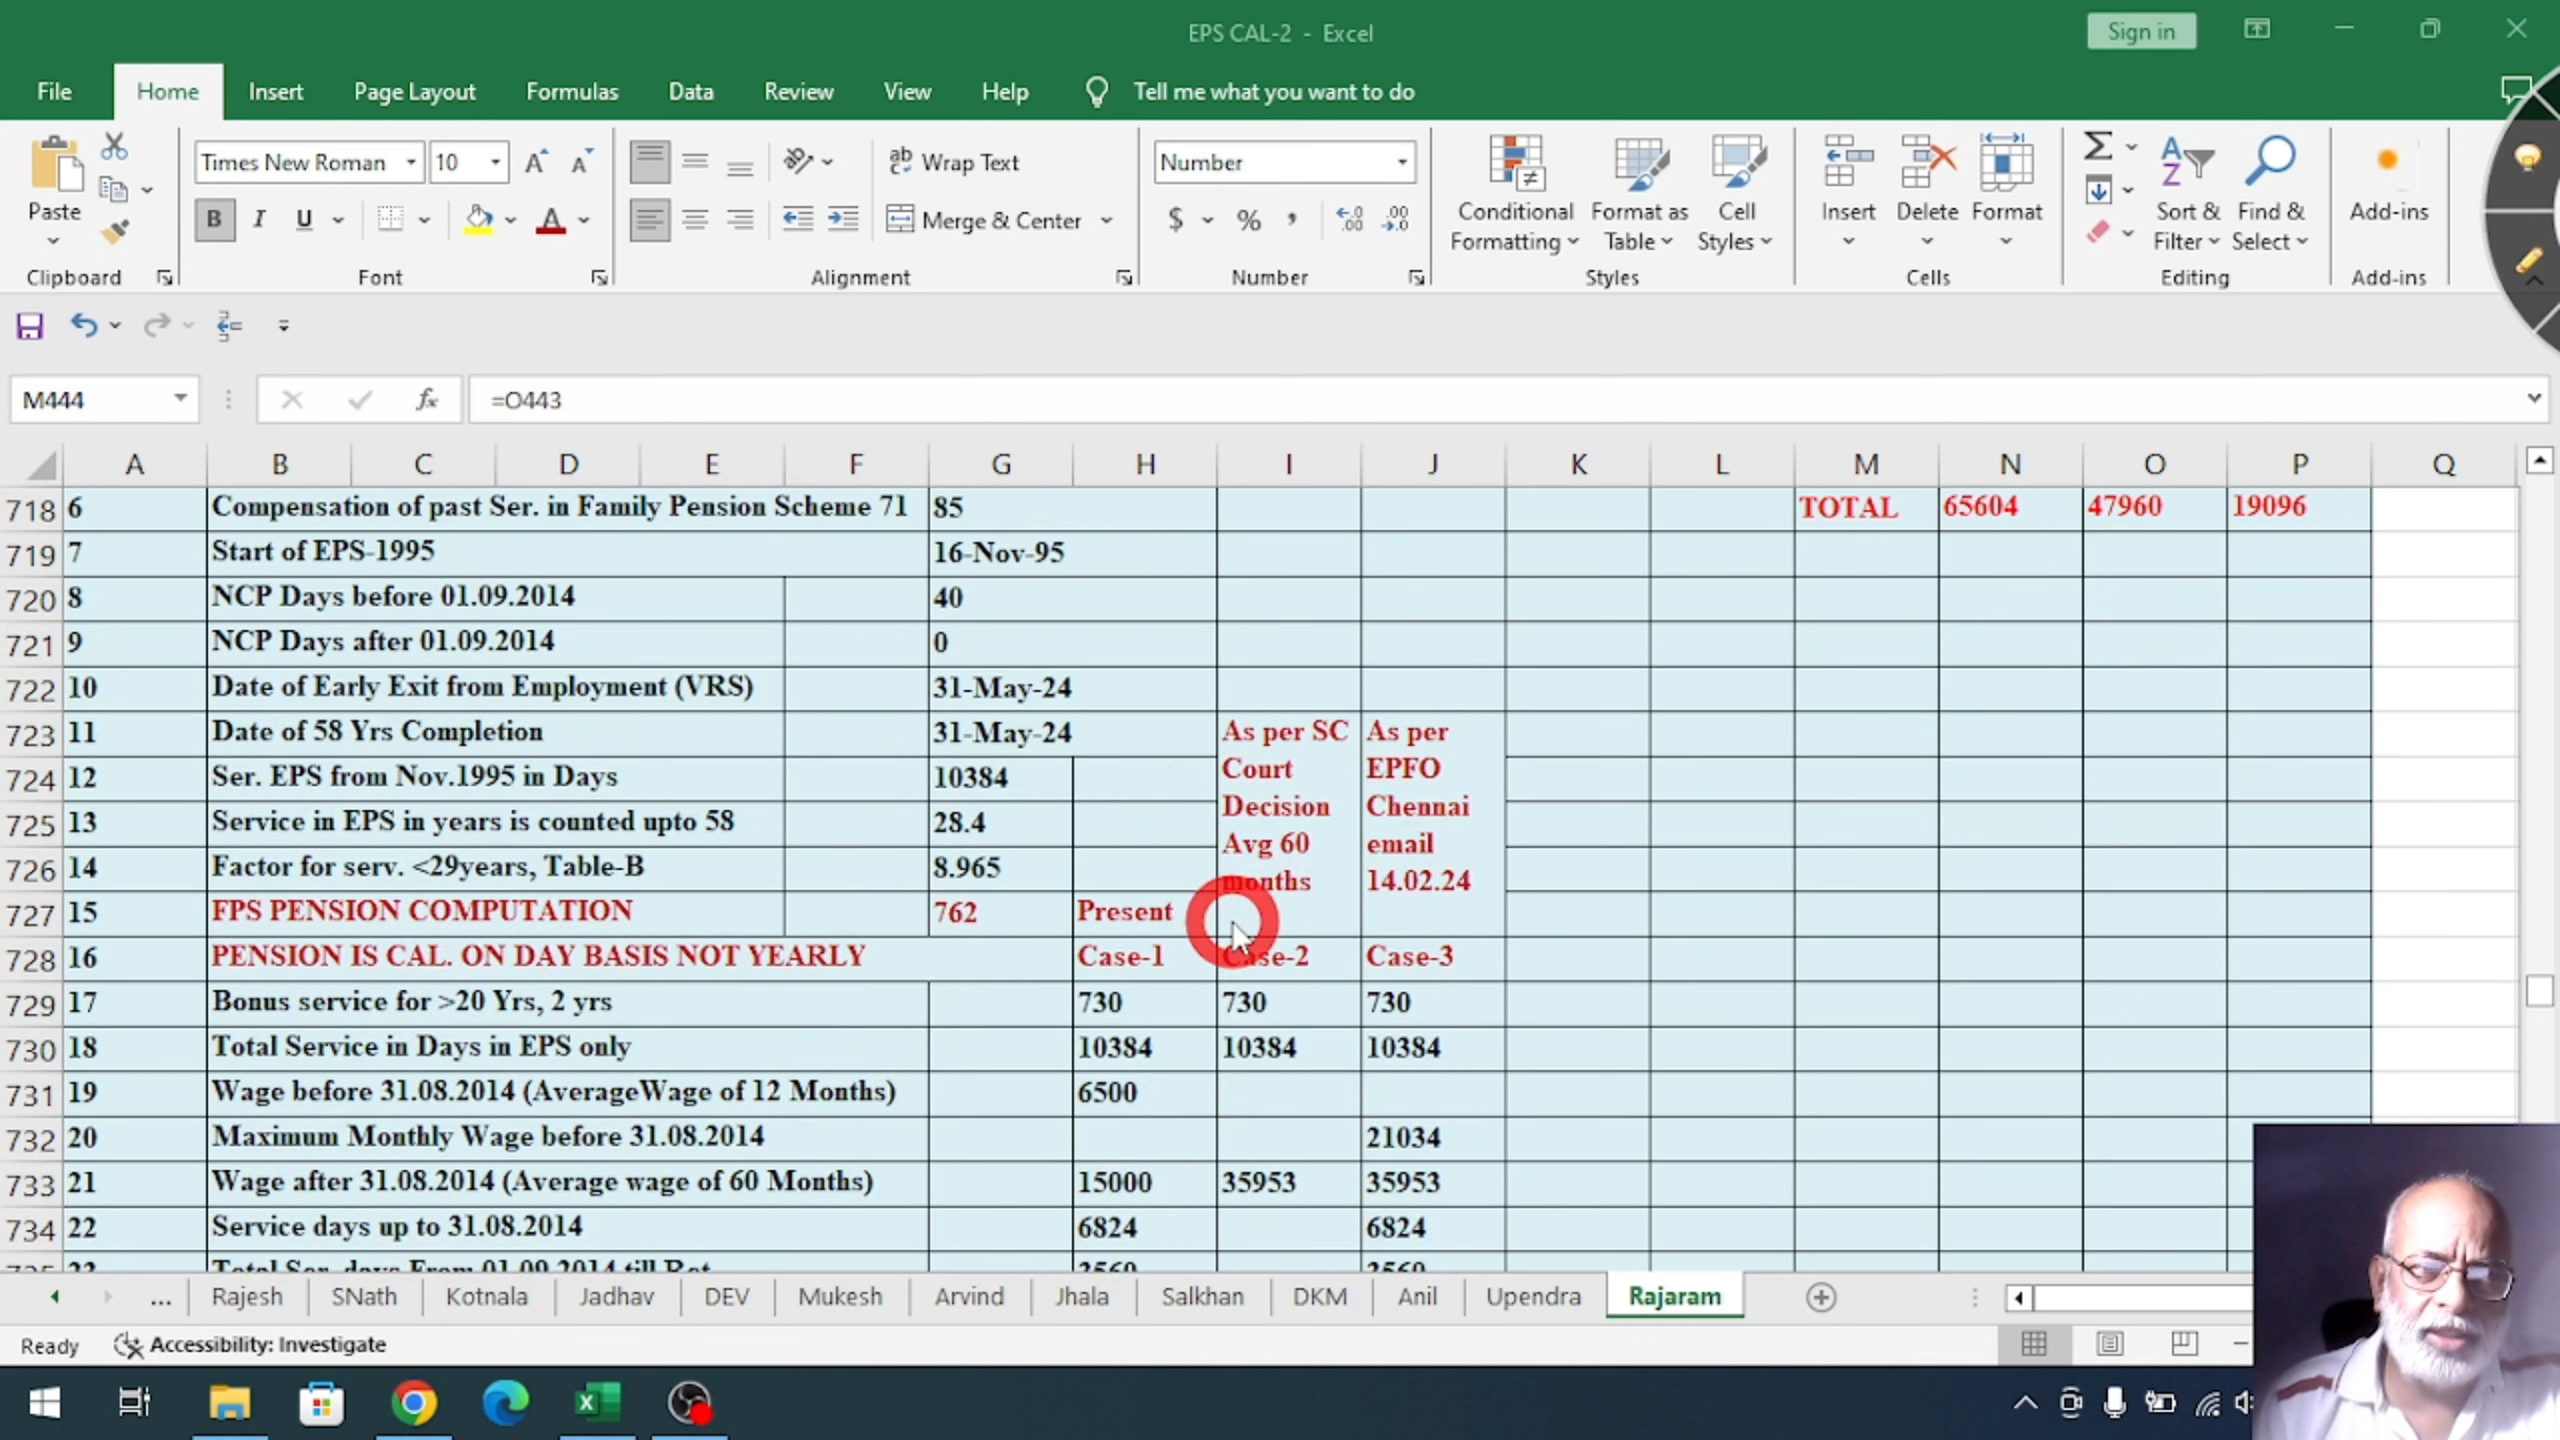 EPS CAL-2 - Excel
Sign in
File Home Insert Page Layout Formulas Data Review View Help Tell me what you want to do
Paste
Clipboard
Times New Roman 10
B I U
Font
Wrap Text
Merge & Center
Alignment
Number
$ % ,
Number
Conditional Formatting
Format as Table
Cell Styles
Styles
Insert Delete Format
Cells
Sort & Filter
Find & Select
Editing
Add-ins
Add-ins
M444 fx =O443
A B C D E F G H I J K L M N O P Q
718 6 Compensation of past Ser. in Family Pension Scheme 71 85 TOTAL 65604 47960 19096
719 7 Start of EPS-1995 16-Nov-95
720 8 NCP Days before 01.09.2014 40
721 9 NCP Days after 01.09.2014 0
722 10 Date of Early Exit from Employment (VRS) 31-May-24
723 11 Date of 58 Yrs Completion 31-May-24
As per SC Court Decision Avg 60 months
As per EPFO Chennai email 14.02.24
724 12 Ser. EPS from Nov.1995 in Days 10384
725 13 Service in EPS in years is counted upto 58 28.4
726 14 Factor for serv. <29years, Table-B 8.965
727 15 FPS PENSION COMPUTATION 762 Present
728 16 PENSION IS CAL. ON DAY BASIS NOT YEARLY Case-1 Case-2 Case-3
729 17 Bonus service for >20 Yrs, 2 yrs 730 730 730
730 18 Total Service in Days in EPS only 10384 10384 10384
731 19 Wage before 31.08.2014 (AverageWage of 12 Months) 6500
732 20 Maximum Monthly Wage before 31.08.2014 21034
733 21 Wage after 31.08.2014 (Average wage of 60 Months) 15000 35953 35953
734 22 Service days up to 31.08.2014 6824 6824
735 23 Total Ser. days From 01.09.2014 till Ret. 3560 3560
... Rajesh SNath Kotnala Jadhav DEV Mukesh Arvind Jhala Salkhan DKM Anil Upendra Rajaram
Ready Accessibility: Investigate